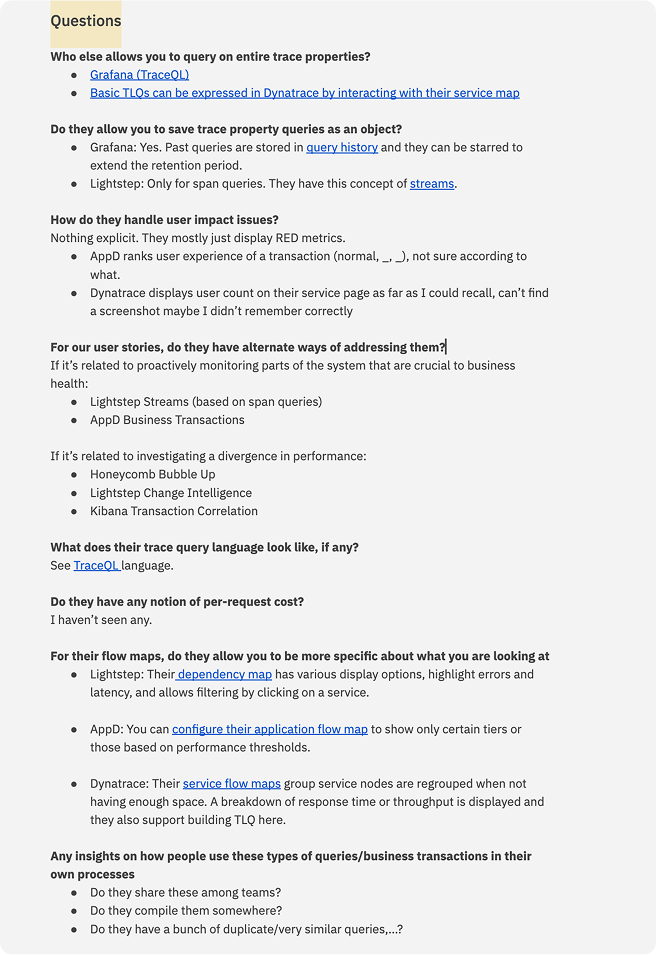 Questions
Who else allows you to query on entire trace properties?
● Grafana (TraceQL)
● Basic TLQs can be expressed in Dynatrace by interacting with their service map
Do they allow you to save trace property queries as an object?
● Grafana: Yes. Past queries are stored in query history and they can be starred to
extend the retention period.
● Lightstep: Only for span queries. They have this concept of streams.
How do they handle user impact issues?
Nothing explicit. They mostly just display RED metrics.
● AppD ranks user experience of a transaction (normal, _, _), not sure according to
what.
● Dynatrace displays user count on their service page as far as I could recall, can’t find
a screenshot maybe I didn’t remember correctly
For our user stories, do they have alternate ways of addressing them?
If it’s related to proactively monitoring parts of the system that are crucial to business
health:
● Lightstep Streams (based on span queries)
● AppD Business Transactions
If it’s related to investigating a divergence in performance:
● Honeycomb Bubble Up
● Lightstep Change Intelligence
● Kibana Transaction Correlation
What does their trace query language look like, if any?
See TraceQL language.
Do they have any notion of per-request cost?
I haven’t seen any.
For their flow maps, do they allow you to be more specific about what you are looking at
● Lightstep: Their dependency map has various display options, highlight errors and
latency, and allows filtering by clicking on a service.
● AppD: You can configure their application flow map to show only certain tiers or
those based on performance thresholds.
● Dynatrace: Their service flow maps group service nodes are regrouped when not
having enough space. A breakdown of response time or throughput is displayed and
they also support building TLQ here.
Any insights on how people use these types of queries/business transactions in their
own processes
● Do they share these among teams?
● Do they compile them somewhere?
● Do they have a bunch of duplicate/very similar queries,...?